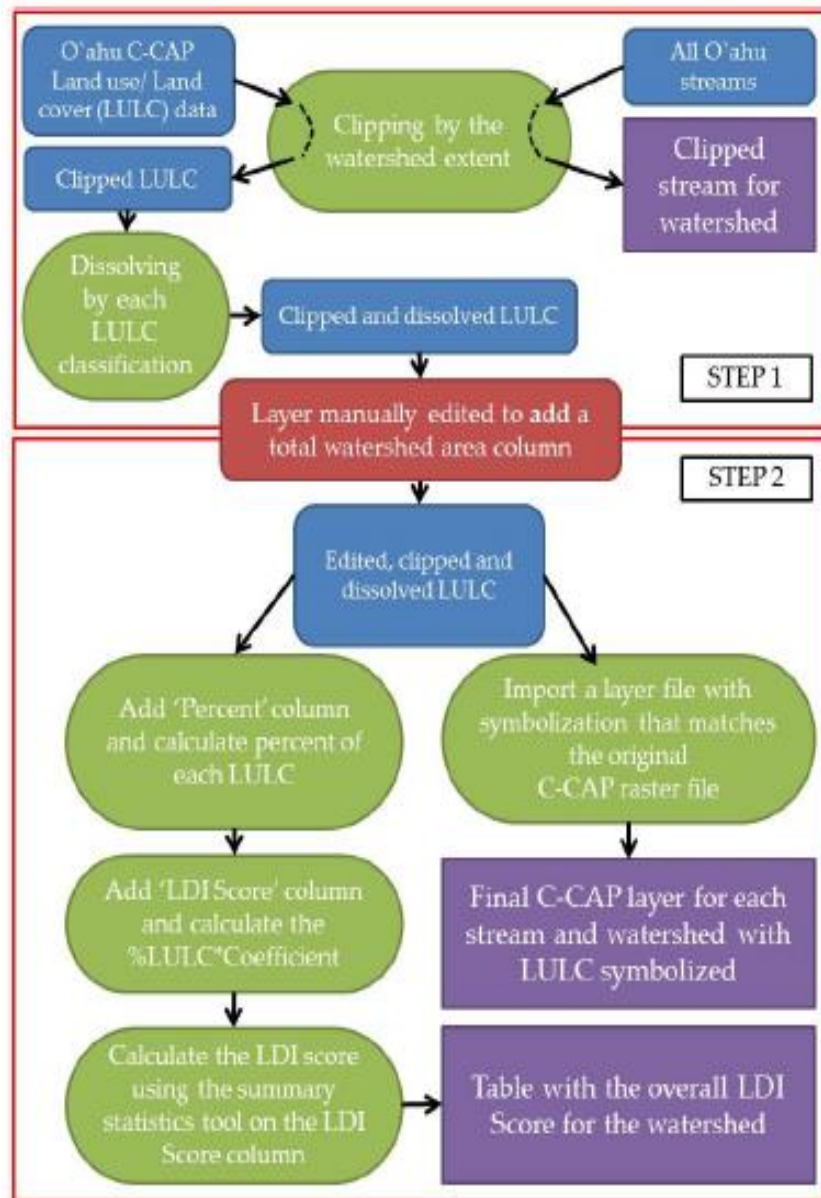 O`ahu C-CAP
Land use/ Land
cover (LULC) data
All O`ahu
streams
Clipping by the
watershed extent
Clipped LULC
Clipped
stream for
watershed
Dissolving
by each
LULC
classification
Clipped and dissolved LULC
STEP 1
Layer manually edited to add a
total watershed area column
STEP 2
Edited, clipped and
dissolved LULC
Add ‘Percent’ column
and calculate percent of
each LULC
Import a layer file with
symbolization that matches
the original
C-CAP raster file
Add ‘LDI Score’ column
and calculate the
%LULC*Coefficient
Final C-CAP layer for each
stream and watershed with
LULC symbolized
Calculate the LDI score
using the summary
statistics tool on the LDI
Score column
Table with the overall LDI
Score for the watershed